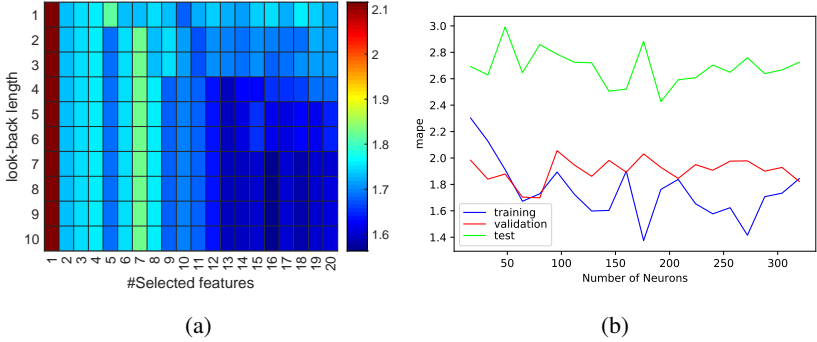 1
2
3
4
5
6
7
8
9
10
look-back length
1 2 3 4 5 6 7 8 9 10 11 12 13 14 15 16 17 18 19 20
#Selected features
2.1
2
1.9
1.8
1.7
1.6
(a)
3.0
2.8
2.6
2.4
2.2
2.0
1.8
1.6
1.4
mape
training
validation
test
50 100 150 200 250 300
Number of Neurons
(b)